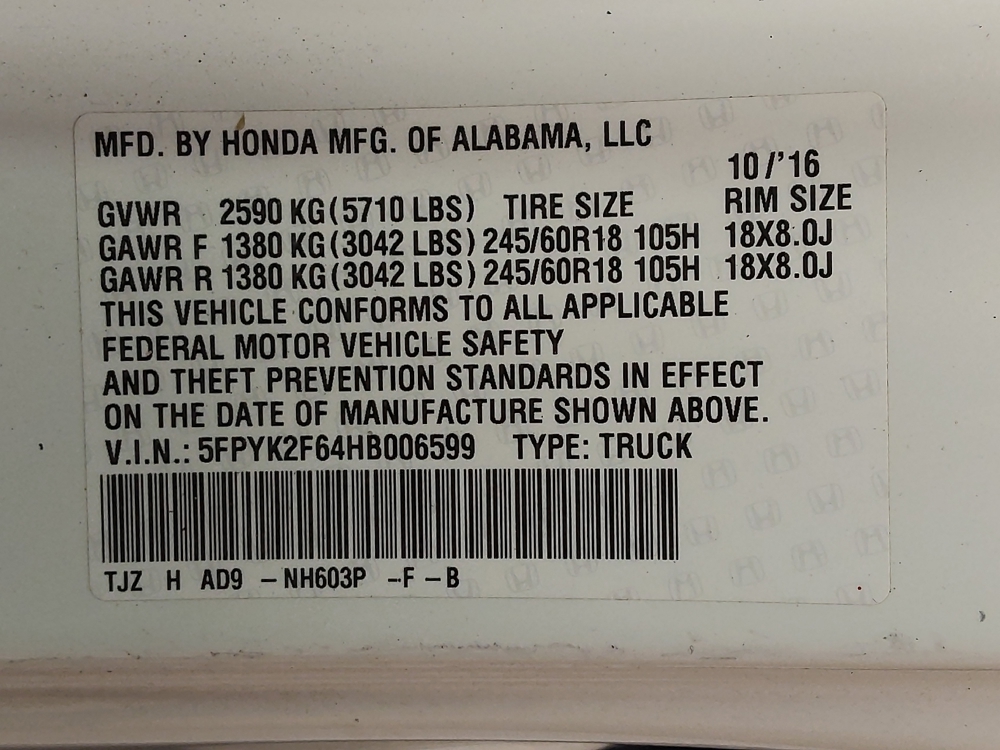 MFD. BY HONDA MFG. OF ALABAMA, LLC
10/'16
GVWR 2590 KG(5710 LBS) TIRE SIZE RIM SIZE
GAWR F 1380 KG(3042 LBS) 245/60R18 105H 18X8.0J
GAWR R 1380 KG(3042 LBS) 245/60R18 105H 18X8.0J
THIS VEHICLE CONFORMS TO ALL APPLICABLE
FEDERAL MOTOR VEHICLE SAFETY
AND THEFT PREVENTION STANDARDS IN EFFECT
ON THE DATE OF MANUFACTURE SHOWN ABOVE.
V.I.N.: 5FPYK2F64HB006599 TYPE: TRUCK
TJZ H AD9 -NH603P -F -B